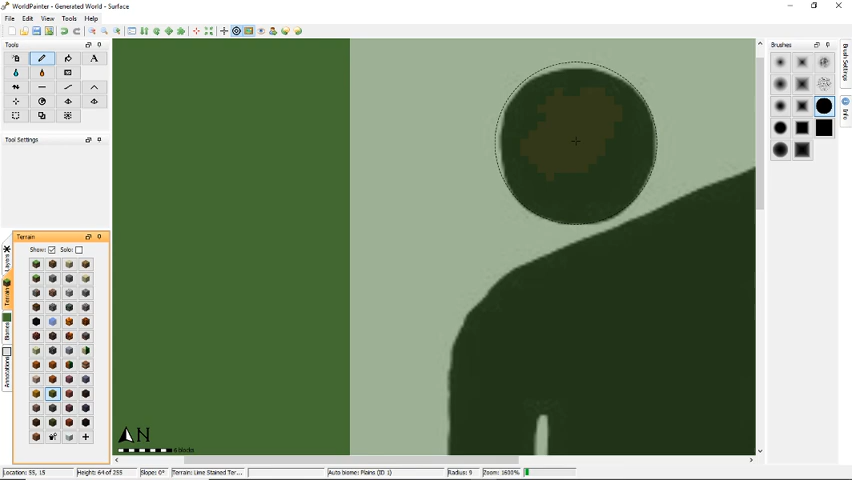 WorldPainter - Generated World - Surface
File Edit View Tools Help
Tools
Tool Settings
Terrain
Show: Solo:
Layers
Terrain
Biomes
Annotations
N
Brushes
Brush Settings
Info
Location: 55, 15
Height: 64 of 255
Slope: 0°
Terrain: Lime Stained Ter...
Auto biome: Plains (ID 1)
Radius: 9
Zoom: 1600%